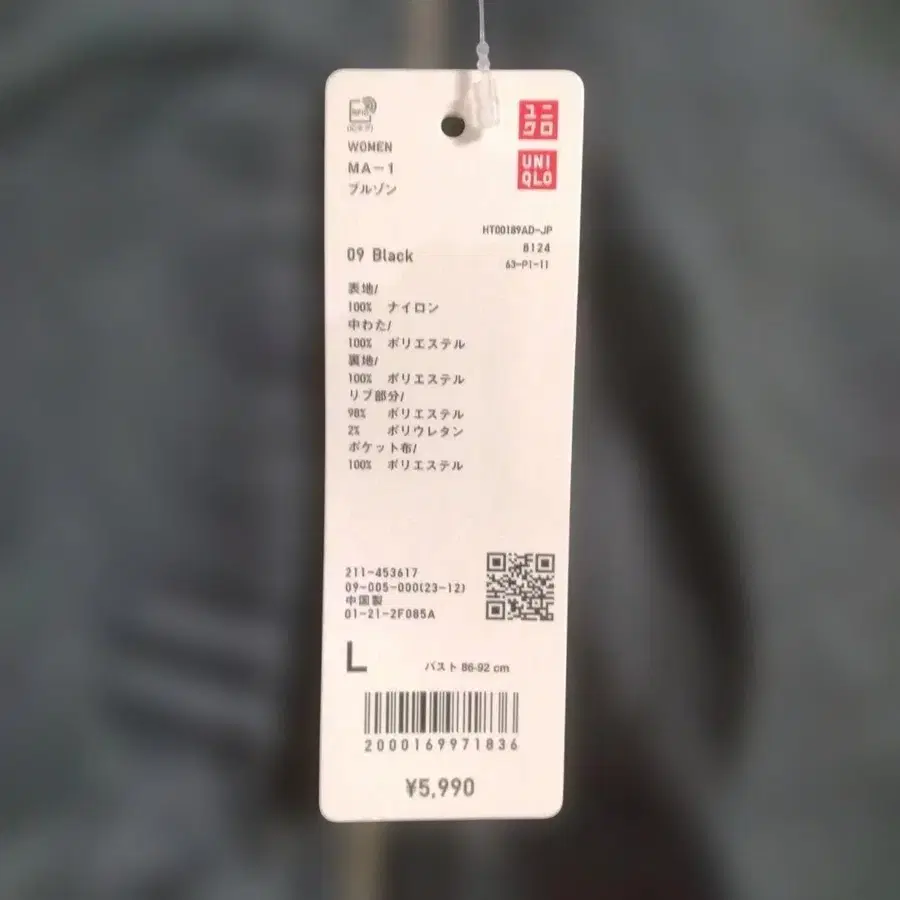 ユニ
クロ
UNI
QLO
WOMEN
MA-1
ブルゾン
HT00189AD-JP
8124
63-P1-11
09 Black
表地/
100% ナイロン
中わた/
100% ポリエステル
裏地/
100% ポリエステル
リブ部分/
98% ポリエステル
2% ポリウレタン
ポケット布/
100% ポリエステル
211-453617
09-005-000(23-12)
中国製
01-21-2F085A
L
バスト 86-92 cm
2000169971836
¥5,990